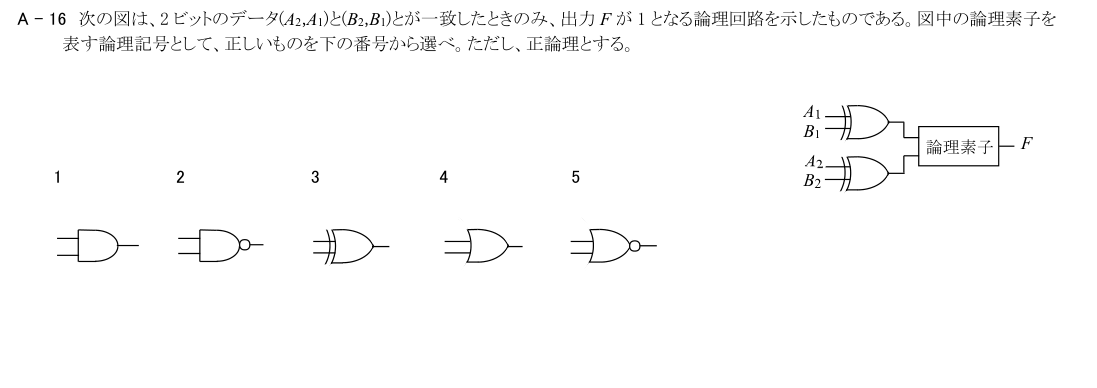 A － 16 次の図は、2 ビットのデータ(A₂,A₁)と(B₂,B₁)とが一致したときのみ、出力 F が 1 となる論理回路を示したものである。図中の論理素子を
表す論理記号として、正しいものを下の番号から選べ。ただし、正論理とする。
A₁
B₁
論理素子
F
A₂
B₂
1 2 3 4 5